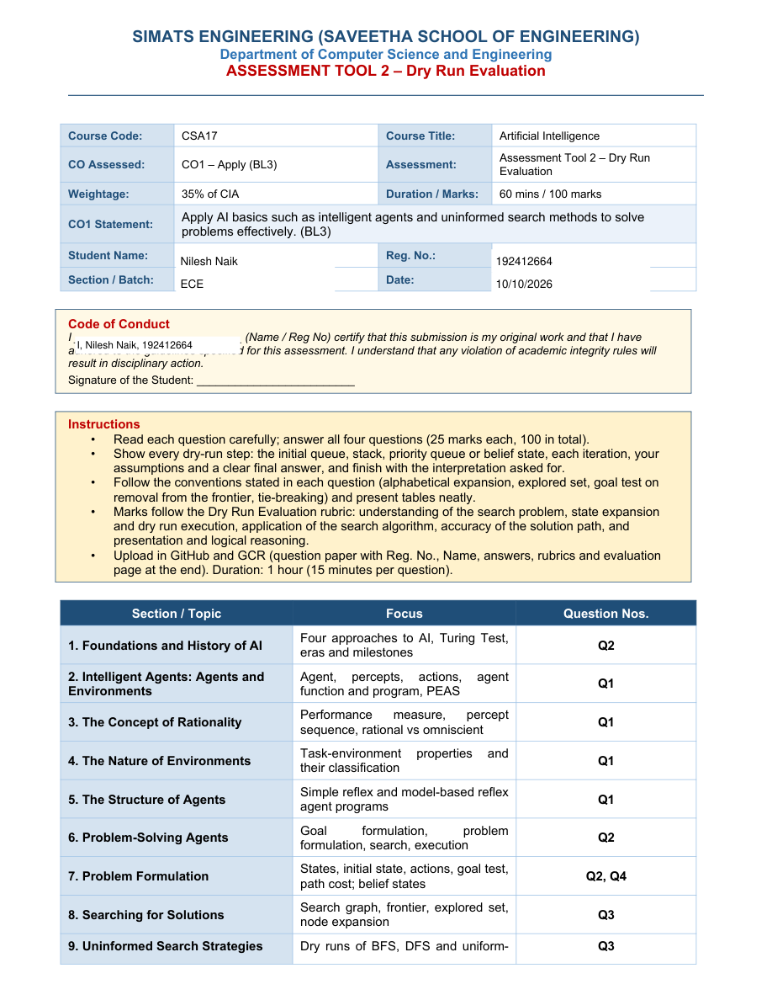 SIMATS ENGINEERING (SAVEETHA SCHOOL OF ENGINEERING)
Department of Computer Science and Engineering
ASSESSMENT TOOL 2 – Dry Run Evaluation
Course Code: CSA17 Course Title: Artificial Intelligence
CO Assessed: CO1 – Apply (BL3) Assessment: Assessment Tool 2 – Dry Run
Evaluation
Weightage: 35% of CIA Duration / Marks: 60 mins / 100 marks
CO1 Statement: Apply AI basics such as intelligent agents and uninformed search methods to solve
problems effectively. (BL3)
Student Name: Nilesh Naik Reg. No.: 192412664
Section / Batch: ECE Date: 10/10/2026
Code of Conduct
I (Name / Reg No) certify that this submission is my original work and that I have
I, Nilesh Naik, 192412664
for this assessment. I understand that any violation of academic integrity rules will
result in disciplinary action.
Signature of the Student: __________________________
Instructions
• Read each question carefully; answer all four questions (25 marks each, 100 in total).
• Show every dry-run step: the initial queue, stack, priority queue or belief state, each iteration, your
assumptions and a clear final answer, and finish with the interpretation asked for.
• Follow the conventions stated in each question (alphabetical expansion, explored set, goal test on
removal from the frontier, tie-breaking) and present tables neatly.
• Marks follow the Dry Run Evaluation rubric: understanding of the search problem, state expansion
and dry run execution, application of the search algorithm, accuracy of the solution path, and
presentation and logical reasoning.
• Upload in GitHub and GCR (question paper with Reg. No., Name, answers, rubrics and evaluation
page at the end). Duration: 1 hour (15 minutes per question).
Section / Topic Focus Question Nos.
1. Foundations and History of AI Four approaches to AI, Turing Test,
eras and milestones Q2
2. Intelligent Agents: Agents and
Environments Agent, percepts, actions, agent
function and program, PEAS Q1
3. The Concept of Rationality Performance measure, percept
sequence, rational vs omniscient Q1
4. The Nature of Environments Task-environment properties and
their classification Q1
5. The Structure of Agents Simple reflex and model-based reflex
agent programs Q1
6. Problem-Solving Agents Goal formulation, problem
formulation, search, execution Q2
7. Problem Formulation States, initial state, actions, goal test,
path cost; belief states Q2, Q4
8. Searching for Solutions Search graph, frontier, explored set,
node expansion Q3
9. Uninformed Search Strategies Dry runs of BFS, DFS and uniform- Q3